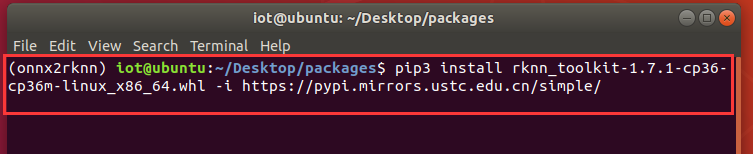 iot@ubuntu: ~/Desktop/packages
File Edit View Search Terminal Help
(onnx2rknn) iot@ubuntu:~/Desktop/packages$ pip3 install rknn_toolkit-1.7.1-cp36-
cp36m-linux_x86_64.whl -i https://pypi.mirrors.ustc.edu.cn/simple/